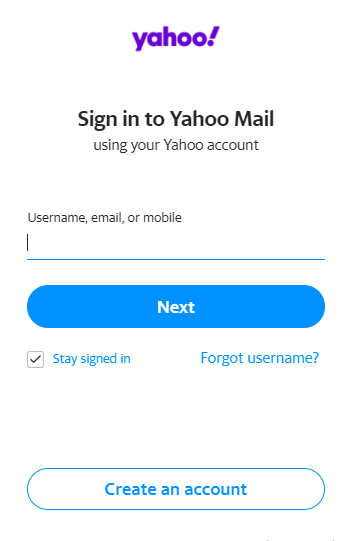 yahoo!
Sign in to Yahoo Mail
using your Yahoo account
Username, email, or mobile
Next
Stay signed in
Forgot username?
Create an account